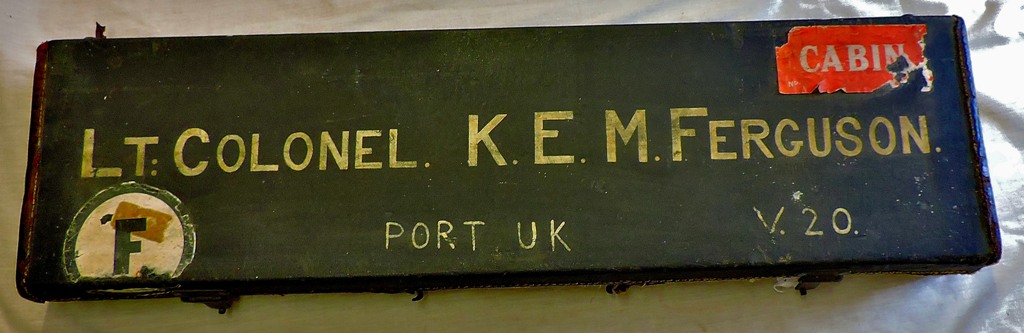 CABIN
LT. COLONEL. K. E. M. FERGUSON.
F
PORT UK V. 20.